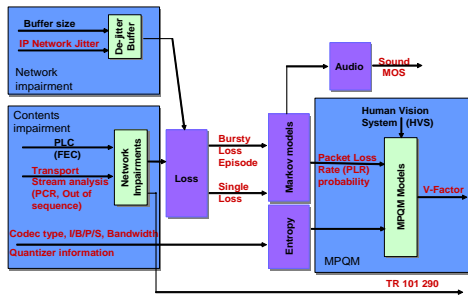 Buffer size
IP Network Jitter
De-jitter
Buffer
Network
impairment
Audio
Sound
MOS
Contents
impairment
PLC
(FEC)
Transport
Stream analysis
(PCR, Out of
sequence)
Network
Impairments
Loss
Bursty
Loss
Episode
Single
Loss
Markov models
Human Vision
System (HVS)
Packet Loss
Rate (PLR)
probability
MPQM Models
V-Factor
Codec type, I/B/P/S, Bandwidth
Quantizer information
Entropy
MPQM
TR 101 290